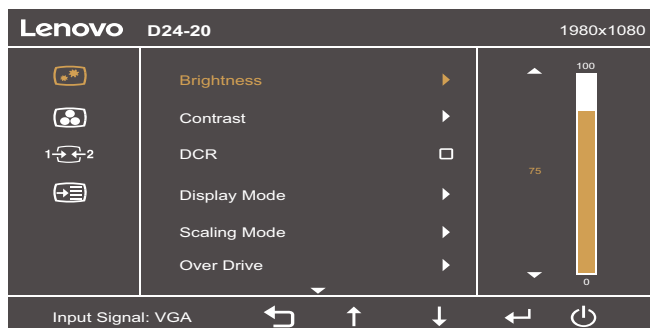 Lenovo D24-20 1980x1080
Brightness
Contrast
DCR
Display Mode
Scaling Mode
Over Drive
100
75
0
1 2
Input Signal: VGA